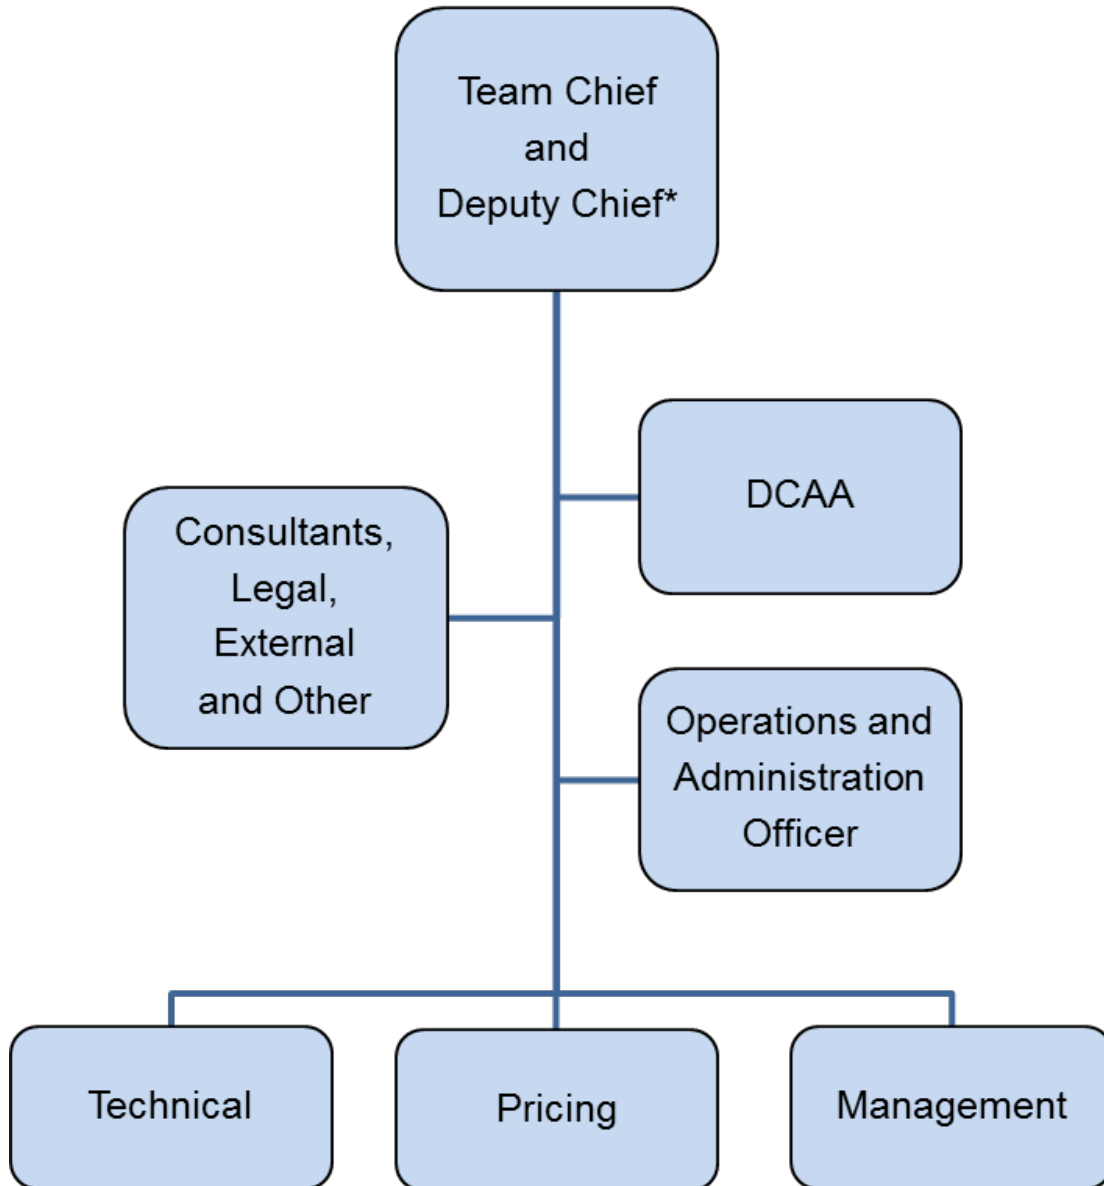 Team Chief
and
Deputy Chief*
DCAA
Consultants,
Legal,
External
and Other
Operations and
Administration
Officer
Technical
Pricing
Management